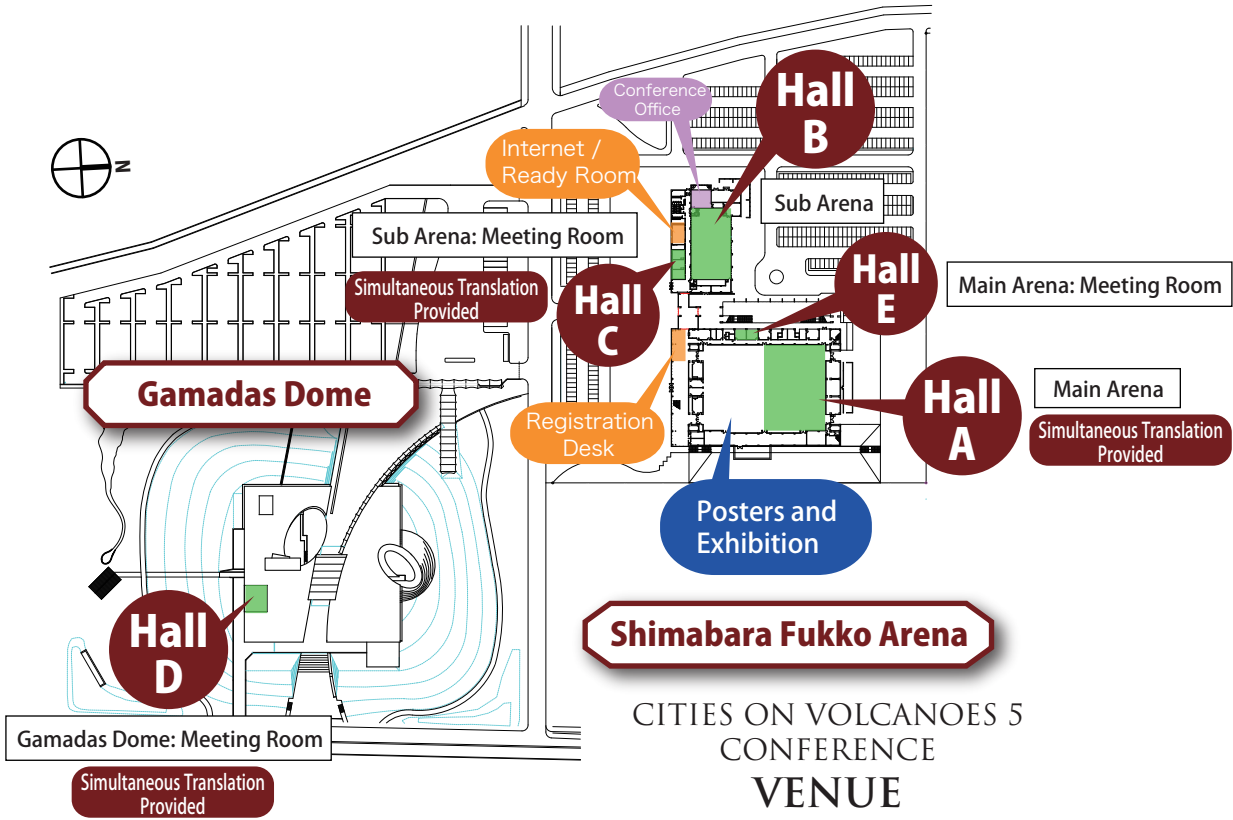 Conference
Office
Hall
B
Internet /
Ready Room
N
Sub Arena
Sub Arena: Meeting Room
Simultaneous Translation
Provided
Hall
C
Hall
E
Main Arena: Meeting Room
Gamadas Dome
Registration
Desk
Hall
A
Main Arena
Simultaneous Translation
Provided
Posters and
Exhibition
Hall
D
Shimabara Fukko Arena
Gamadas Dome: Meeting Room
Simultaneous Translation
Provided
CITIES ON VOLCANOES 5
CONFERENCE
VENUE